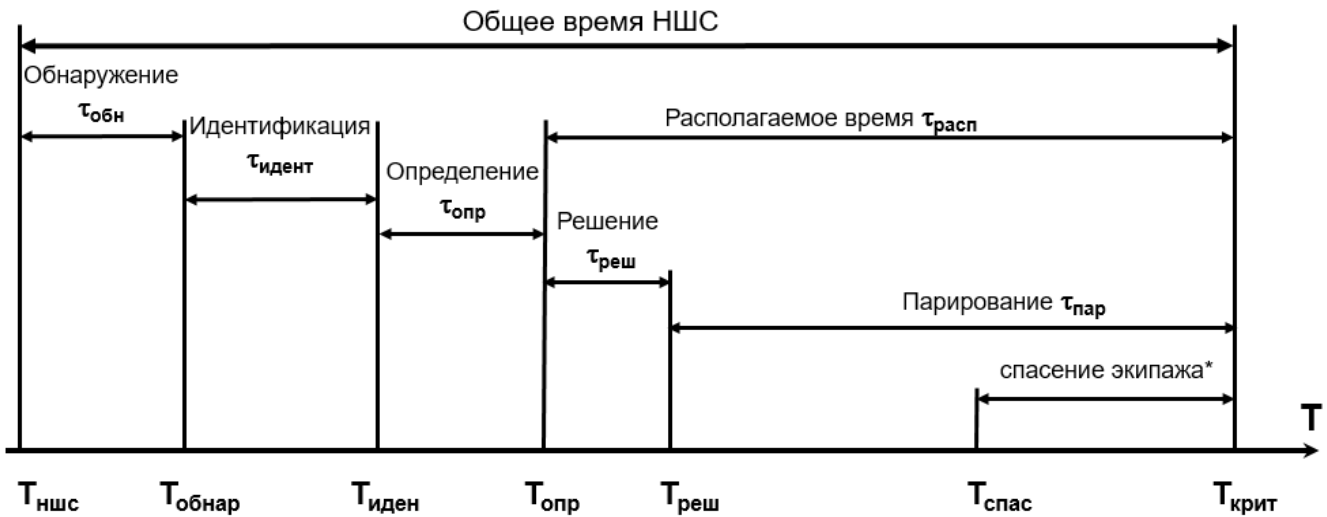 Общее время НШС
Обнаружение
τобн
Идентификация
τидент
Располагаемое время τрасп
Определение
τопр
Решение
τреш
Парирование τпар
спасение экипажа*
T
Tншс Tобнар Tиден Tопр Tреш Tспас Tкрит